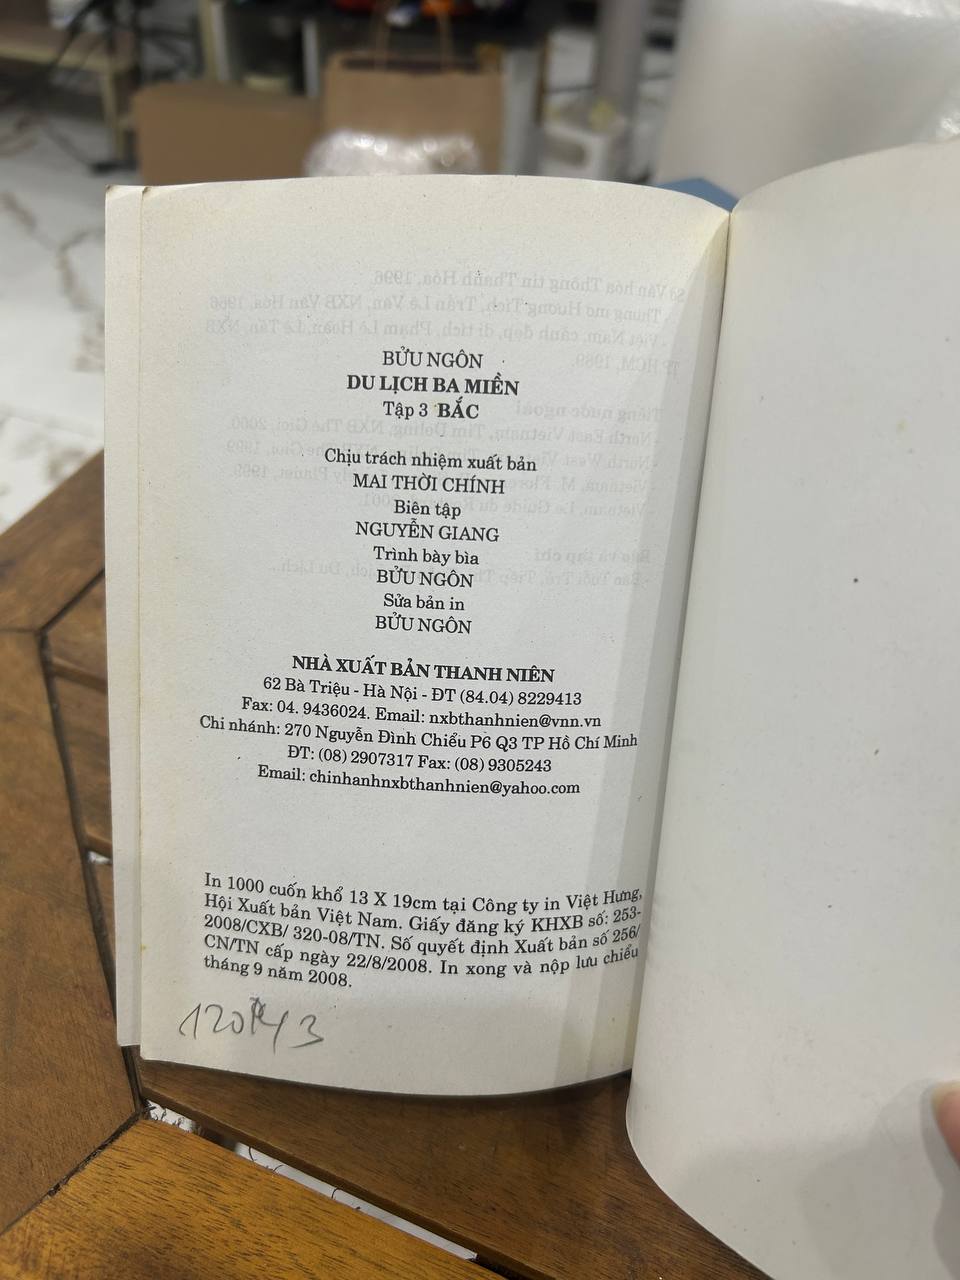 BỬU NGÔN
DU LỊCH BA MIỀN
Tập 3 BẮC
Chịu trách nhiệm xuất bản
MAI THỜI CHÍNH
Biên tập
NGUYỄN GIANG
Trình bày bìa
BỬU NGÔN
Sửa bản in
BỬU NGÔN
NHÀ XUẤT BẢN THANH NIÊN
62 Bà Triệu - Hà Nội - ĐT (84.04) 8229413
Fax: 04. 9436024. Email: nxbthanhnien@vnn.vn
Chi nhánh: 270 Nguyễn Đình Chiểu P6 Q3 TP Hồ Chí Minh
ĐT: (08) 2907317 Fax: (08) 9305243
Email: chinhanhnxbthanhnien@yahoo.com
In 1000 cuốn khổ 13 X 19cm tại Công ty in Việt Hưng,
Hội Xuất bản Việt Nam. Giấy đăng ký KHXB số: 253-
2008/CXB/ 320-08/TN. Số quyết định Xuất bản số 256/
CN/TN cấp ngày 22/8/2008. In xong và nộp lưu chiểu
tháng 9 năm 2008.